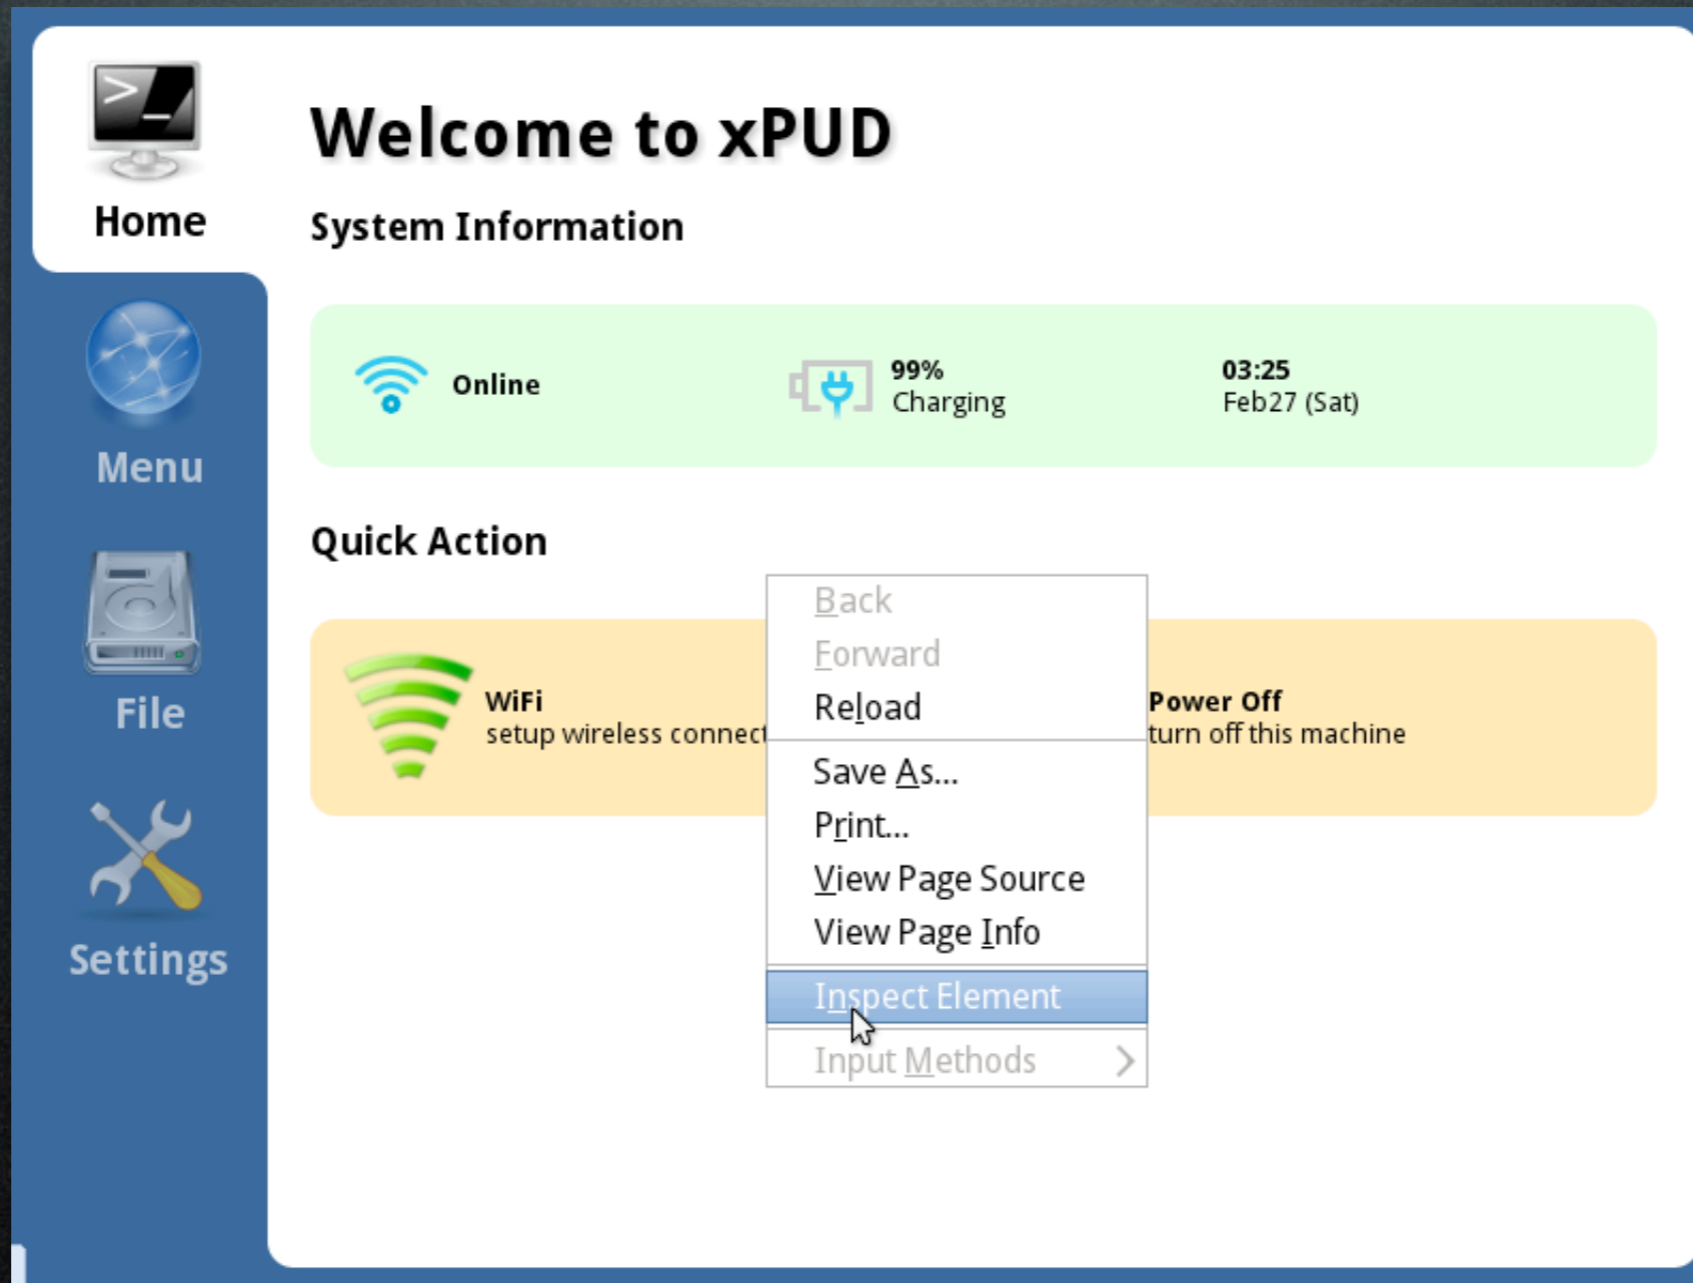 Home
Menu
File
Settings
Welcome to xPUD
System Information
Online
99%
Charging
03:25
Feb27 (Sat)
Quick Action
WiFi
setup wireless connect
Power Off
turn off this machine
Back
Forward
Reload
Save As...
Print...
View Page Source
View Page Info
Inspect Element
Input Methods